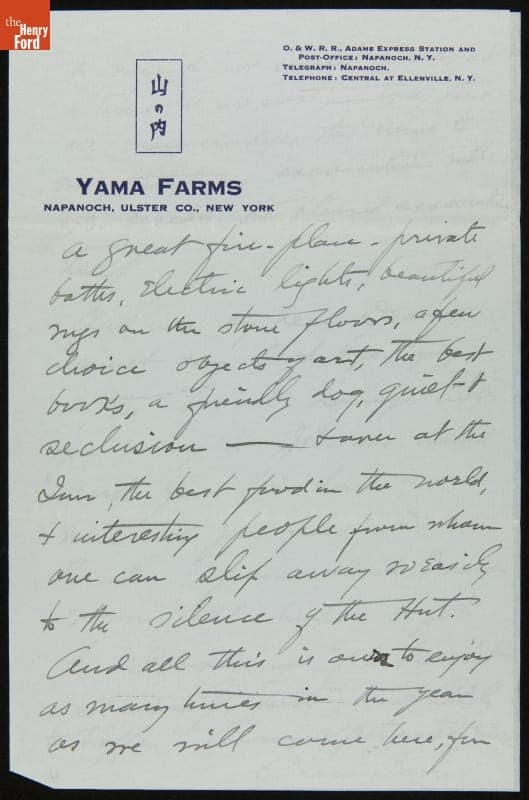 the
Henry
Ford
O. & W. R. R., Adams Express Station and
Post-Office: Napanoch, N. Y.
Telegraph: Napanoch.
Telephone: Central at Ellenville, N. Y.
山の内
Yama Farms
Napanoch, Ulster Co., New York
a great fire-place - private
baths, Electric lights, beautiful
rugs on the stone floors, a few
choice objects of art, the best
books, a friendly dog, quiet &
seclusion — & over at the
Inn, the best food in the world,
& interesting people from whom
one can slip away so easily
to the silence of the Hut.
And all this is ours to enjoy
as many times in the year
as we will come here, for